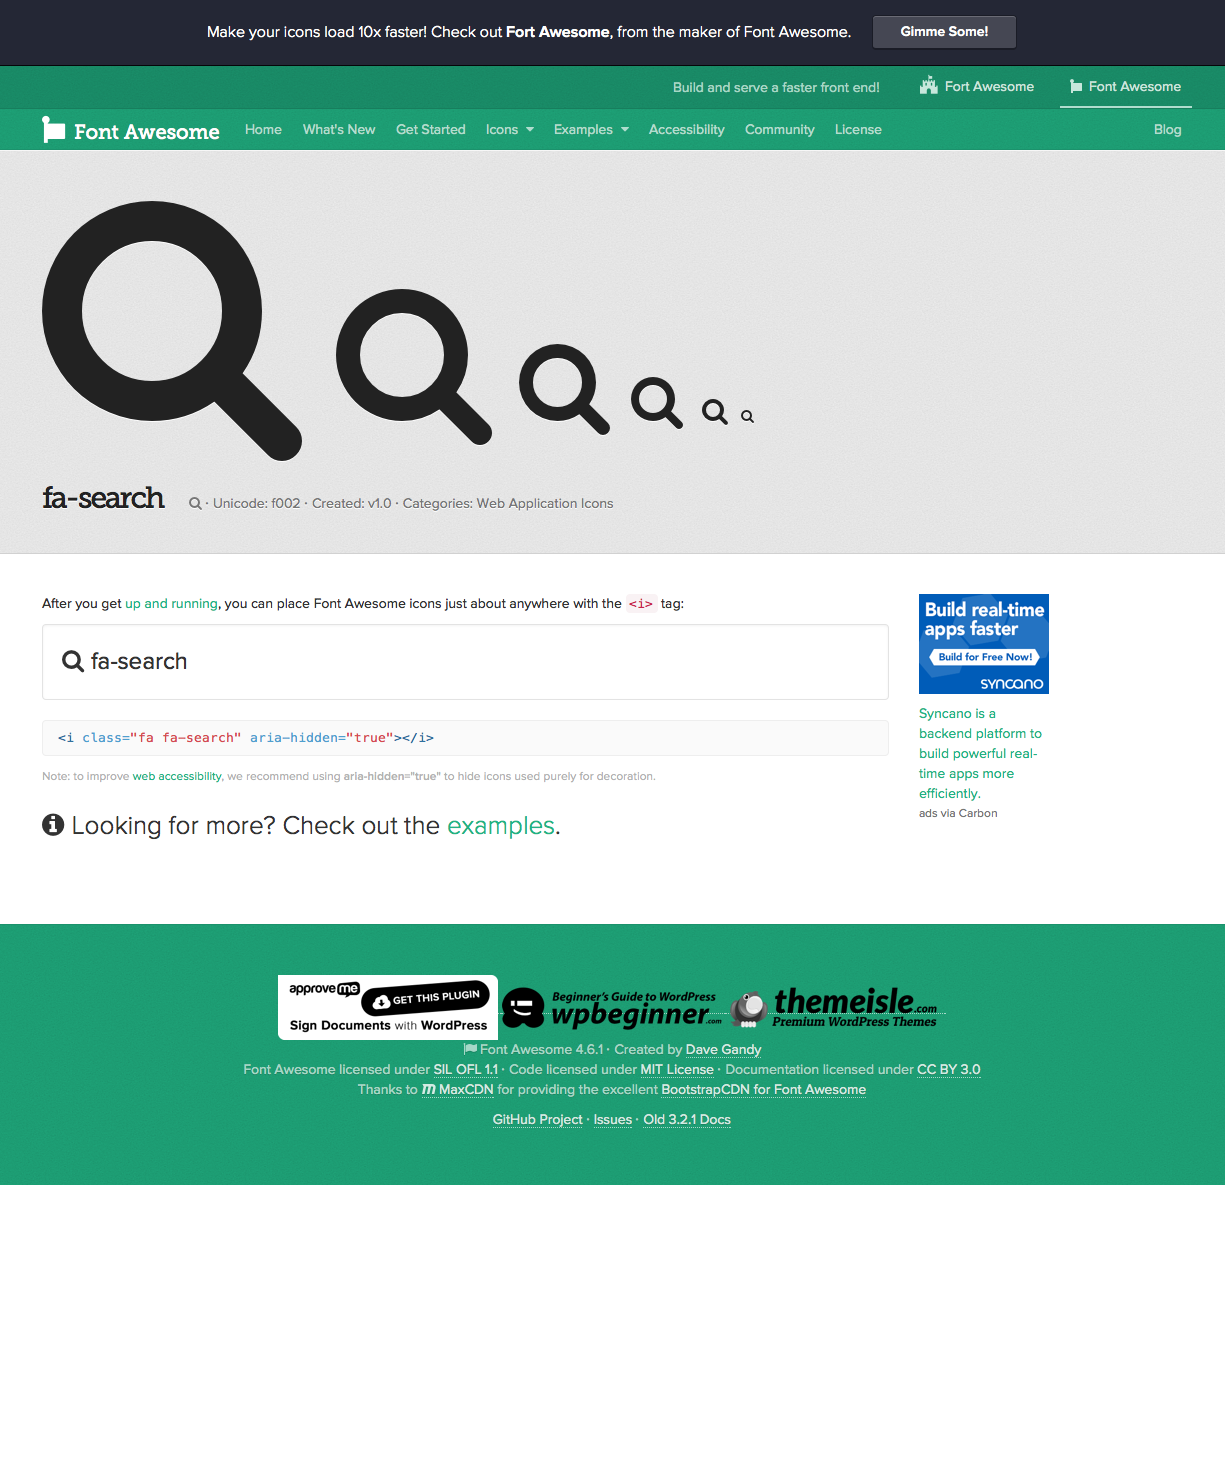 Make your icons load 10x faster! Check out Fort Awesome, from the maker of Font Awesome. Gimme Some!
Build and serve a faster front end! Fort Awesome Font Awesome
Font Awesome Home What's New Get Started Icons Examples Accessibility Community License Blog
fa-search · Unicode: f002 · Created: v1.0 · Categories: Web Application Icons
After you get up and running, you can place Font Awesome icons just about anywhere with the <i> tag:
fa-search
<i class="fa fa-search" aria-hidden="true"></i>
Note: to improve web accessibility, we recommend using aria-hidden="true" to hide icons used purely for decoration.
Looking for more? Check out the examples.
Build real-time
apps faster
Build for Free Now!
SYNCANO
Syncano is a
backend platform to
build powerful real-
time apps more
efficiently.
ads via Carbon
approveme GET THIS PLUGIN
Sign Documents with WordPress
Beginner's Guide to WordPress
wpbeginner.com
themeisle.com
Premium WordPress Themes
Font Awesome 4.6.1 · Created by Dave Gandy
Font Awesome licensed under SIL OFL 1.1 · Code licensed under MIT License · Documentation licensed under CC BY 3.0
Thanks to MaxCDN for providing the excellent BootstrapCDN for Font Awesome
GitHub Project · Issues · Old 3.2.1 Docs